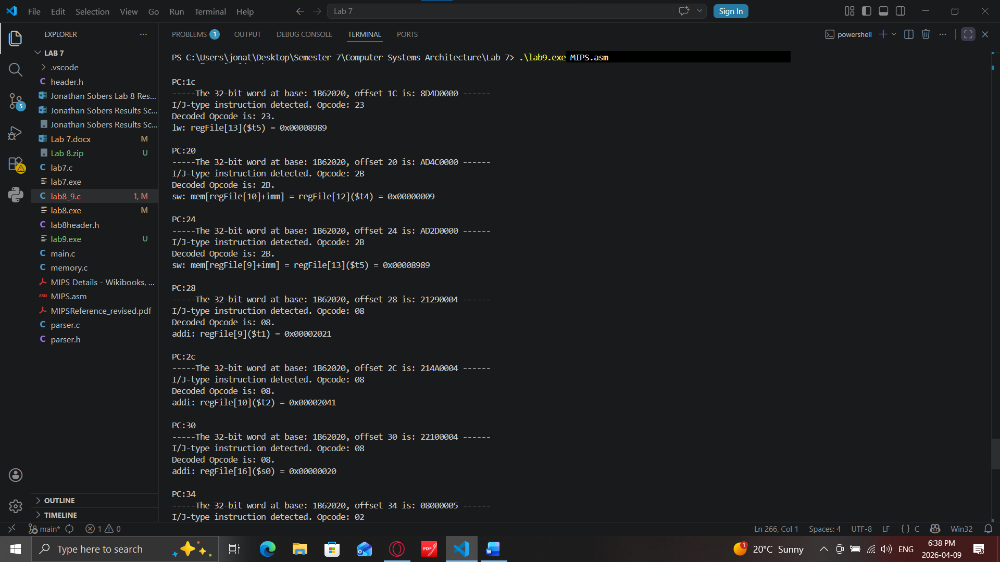 File Edit Selection View Go Run Terminal Help
Lab 7
Sign In
EXPLORER
LAB 7
.vscode
header.h
Jonathan Sobers Lab 8 Res...
Jonathan Sobers Results Sc...
Jonathan Sobers Results Sc...
Lab 7.docx M
Lab 8.zip U
lab7.c
lab7.exe
lab8_9.c 1, M
lab8.exe M
lab8header.h
lab9.exe U
main.c
memory.c
MIPS Details - Wikibooks, ...
MIPS.asm
MIPSReference_revised.pdf
parser.c
parser.h
OUTLINE
TIMELINE
5
PROBLEMS 1 OUTPUT DEBUG CONSOLE TERMINAL PORTS
powershell
PS C:\Users\jonat\Desktop\Semester 7\Computer Systems Architecture\Lab 7> .\lab9.exe MIPS.asm
PC:1c
-----The 32-bit word at base: 1B62020, offset 1C is: 8D4D0000 ------
I/J-type instruction detected. Opcode: 23
Decoded Opcode is: 23.
lw: regFile[13]($t5) = 0x00008989
PC:20
-----The 32-bit word at base: 1B62020, offset 20 is: AD4C0000 ------
I/J-type instruction detected. Opcode: 2B
Decoded Opcode is: 2B.
sw: mem[regFile[10]+imm] = regFile[12]($t4) = 0x00000009
PC:24
-----The 32-bit word at base: 1B62020, offset 24 is: AD2D0000 ------
I/J-type instruction detected. Opcode: 2B
Decoded Opcode is: 2B.
sw: mem[regFile[9]+imm] = regFile[13]($t5) = 0x00008989
PC:28
-----The 32-bit word at base: 1B62020, offset 28 is: 21290004 ------
I/J-type instruction detected. Opcode: 08
Decoded Opcode is: 08.
addi: regFile[9]($t1) = 0x00002021
PC:2c
-----The 32-bit word at base: 1B62020, offset 2C is: 214A0004 ------
I/J-type instruction detected. Opcode: 08
Decoded Opcode is: 08.
addi: regFile[10]($t2) = 0x00002041
PC:30
-----The 32-bit word at base: 1B62020, offset 30 is: 22100004 ------
I/J-type instruction detected. Opcode: 08
Decoded Opcode is: 08.
addi: regFile[16]($s0) = 0x00000020
PC:34
-----The 32-bit word at base: 1B62020, offset 34 is: 08000005 ------
I/J-type instruction detected. Opcode: 02
main* 1 0
Ln 266, Col 1 Spaces: 4 UTF-8 LF { } C Win32
Type here to search
PDF
1 20°C Sunny
ENG
6:38 PM
2026-04-09